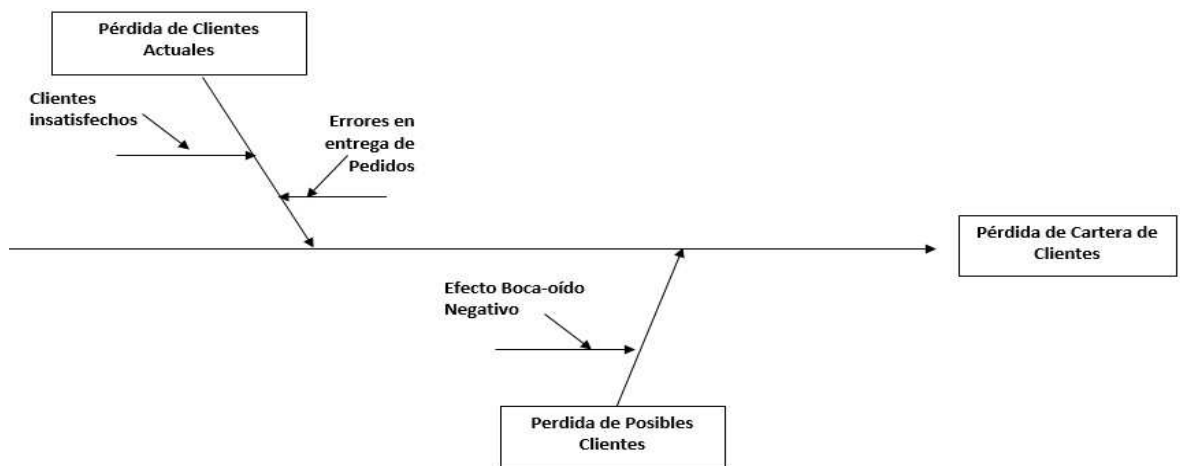 Pérdida de Clientes
Actuales
Clientes
insatisfechos
Errores en
entrega de
Pedidos
Pérdida de Cartera de
Clientes
Efecto Boca-oído
Negativo
Perdida de Posibles
Clientes